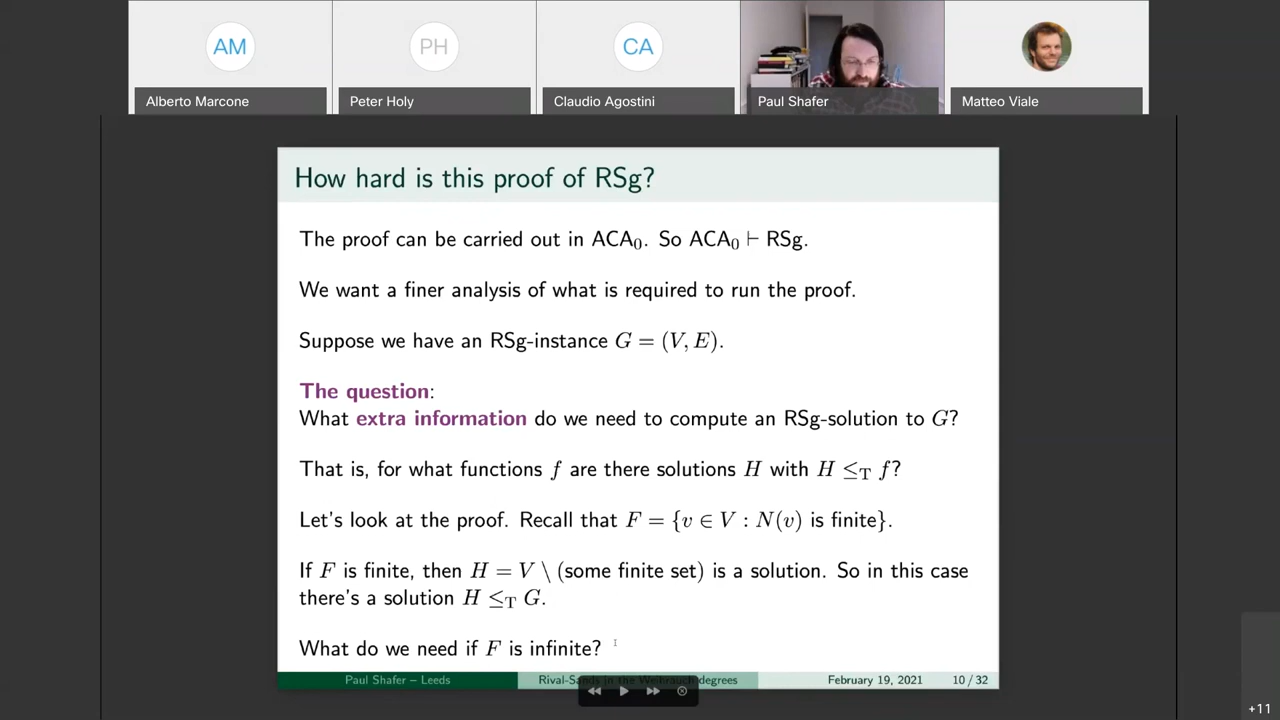 AM
PH
CA
Alberto Marcone
Peter Holy
Claudio Agostini
Paul Shafer
Matteo Viale
How hard is this proof of RSg?
The proof can be carried out in ACA₀. So ACA₀ ⊢ RSg.
We want a finer analysis of what is required to run the proof.
Suppose we have an RSg-instance G = (V, E).
The question:
What extra information do we need to compute an RSg-solution to G?
That is, for what functions f are there solutions H with H ≤T f?
Let's look at the proof. Recall that F = {v ∈ V : N(v) is finite}.
If F is finite, then H = V \ (some finite set) is a solution. So in this case
there's a solution H ≤T G.
What do we need if F is infinite?
Paul Shafer – Leeds
Rival-Sands in the Weihrauch degrees
February 19, 2021
10 / 32
+11